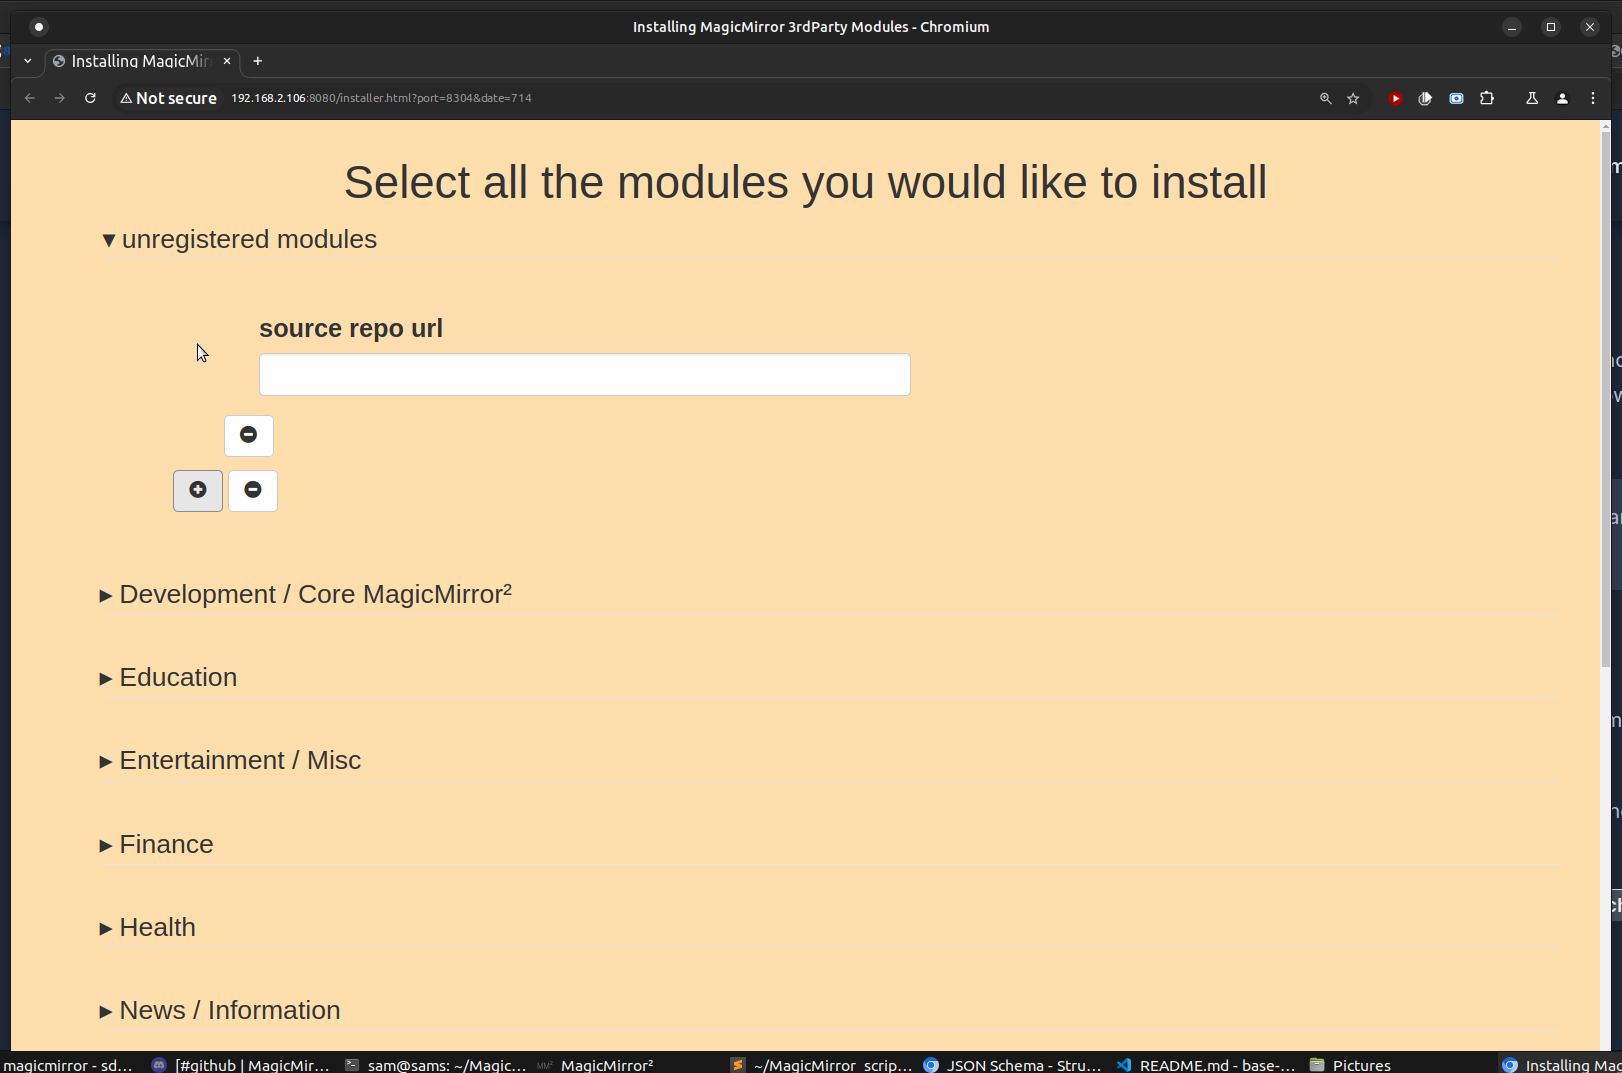 Installing MagicMirror 3rdParty Modules - Chromium
Installing MagicMir
Not secure 192.168.2.106:8080/installer.html?port=8304&date=714
Select all the modules you would like to install
▾ unregistered modules
source repo url
▸ Development / Core MagicMirror²
▸ Education
▸ Entertainment / Misc
▸ Finance
▸ Health
▸ News / Information
magicmirror - sd... [#github | MagicMir... sam@sams: ~/Magic... MM² MagicMirror² ~/MagicMirror_scrip... JSON Schema - Stru... README.md - base-... Pictures Installing Mag